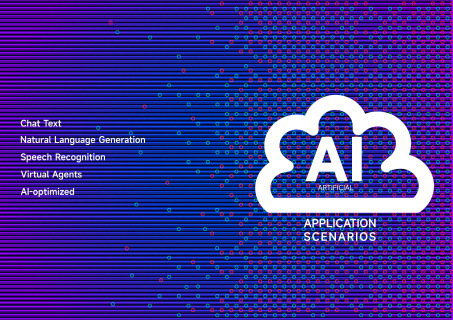 Chat Text
Natural Language Generation
Speech Recognition
Virtual Agents
AI-optimized
AI
ARTIFICIAL
APPLICATION
SCENARIOS